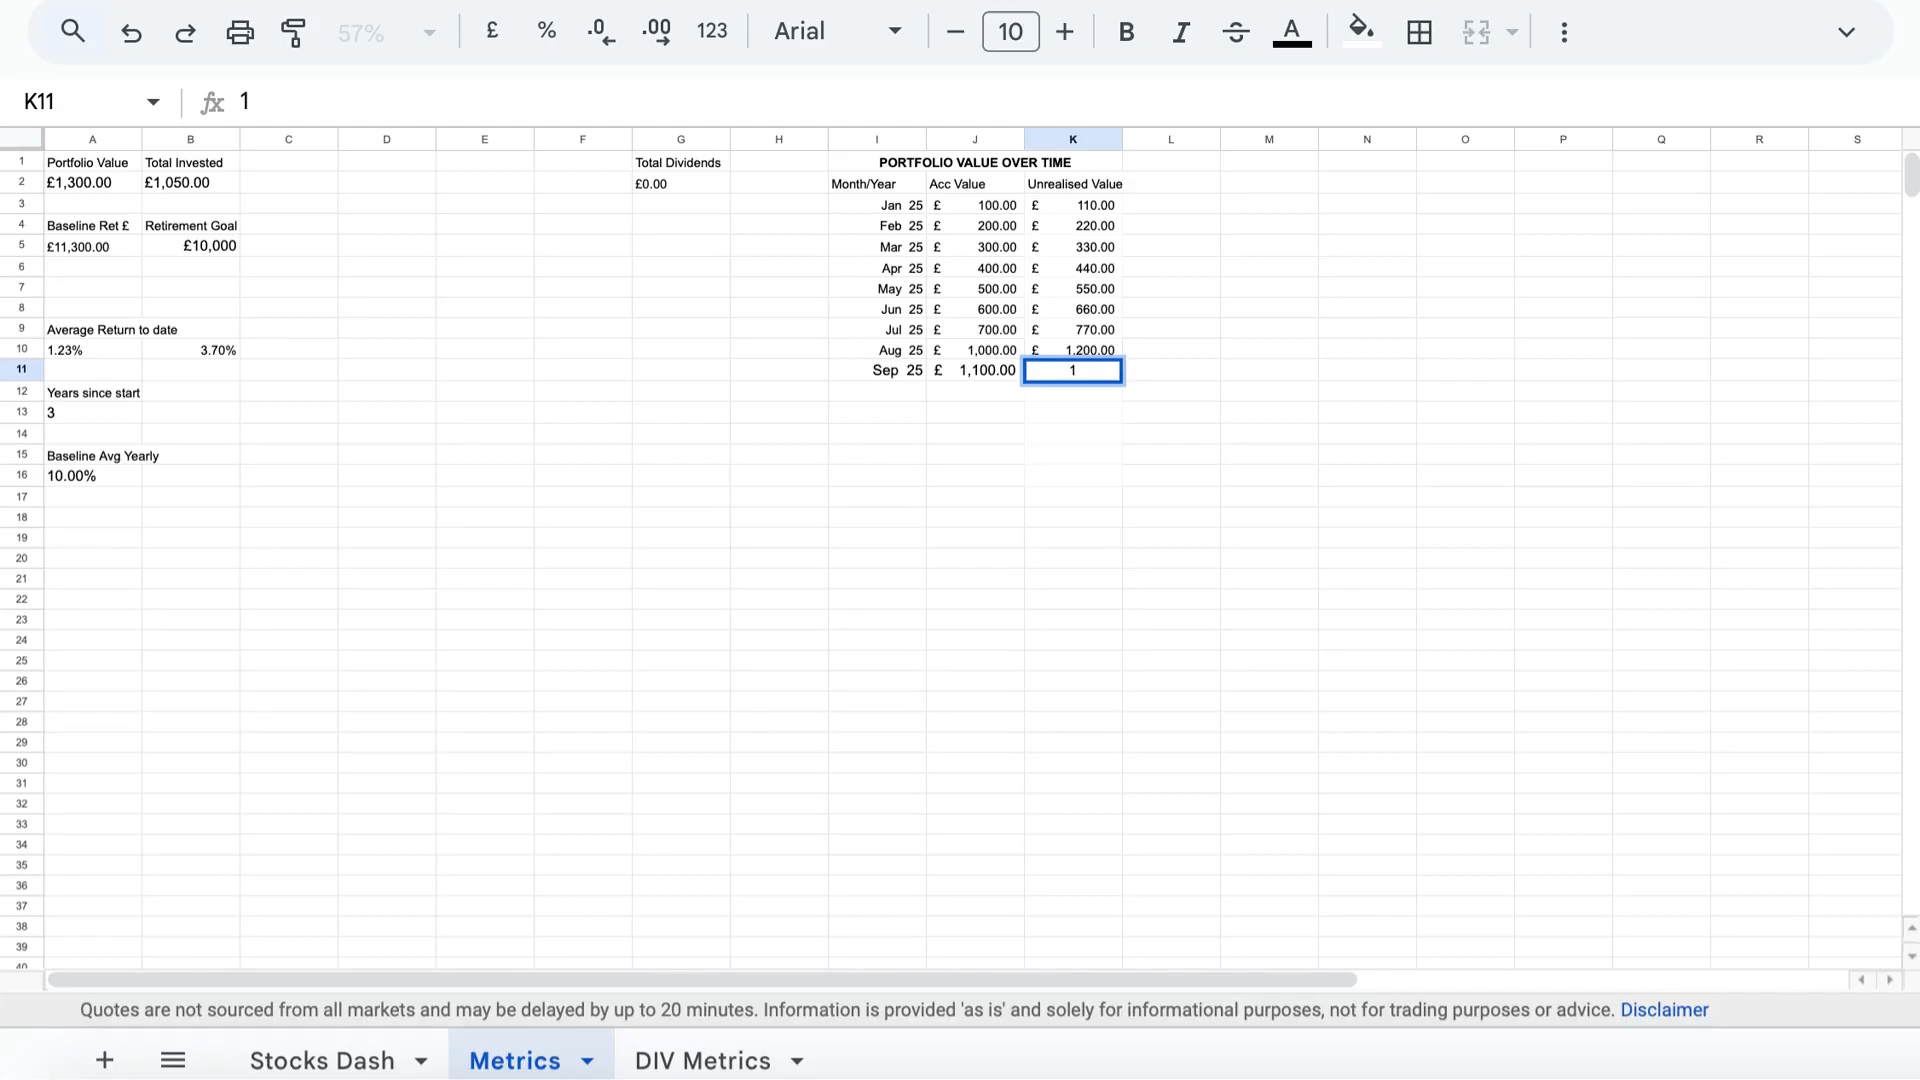 57% £ % .0 .00 123 Arial 10 B I S A
K11 fx 1
A B C D E F G H I J K L M N O P Q R S
1 Portfolio Value Total Invested Total Dividends PORTFOLIO VALUE OVER TIME
2 £1,300.00 £1,050.00 £0.00 Month/Year Acc Value Unrealised Value
3 Jan 25 £ 100.00 £ 110.00
4 Baseline Ret £ Retirement Goal Feb 25 £ 200.00 £ 220.00
5 £11,300.00 £10,000 Mar 25 £ 300.00 £ 330.00
6 Apr 25 £ 400.00 £ 440.00
7 May 25 £ 500.00 £ 550.00
8 Jun 25 £ 600.00 £ 660.00
9 Average Return to date Jul 25 £ 700.00 £ 770.00
10 1.23% 3.70% Aug 25 £ 1,000.00 £ 1,200.00
11 Sep 25 £ 1,100.00 1
12 Years since start
13 3
14
15 Baseline Avg Yearly
16 10.00%
17
18
19
20
21
22
23
24
25
26
27
28
29
30
31
32
33
34
35
36
37
38
39
40
Quotes are not sourced from all markets and may be delayed by up to 20 minutes. Information is provided 'as is' and solely for informational purposes, not for trading purposes or advice. Disclaimer
Stocks Dash Metrics DIV Metrics